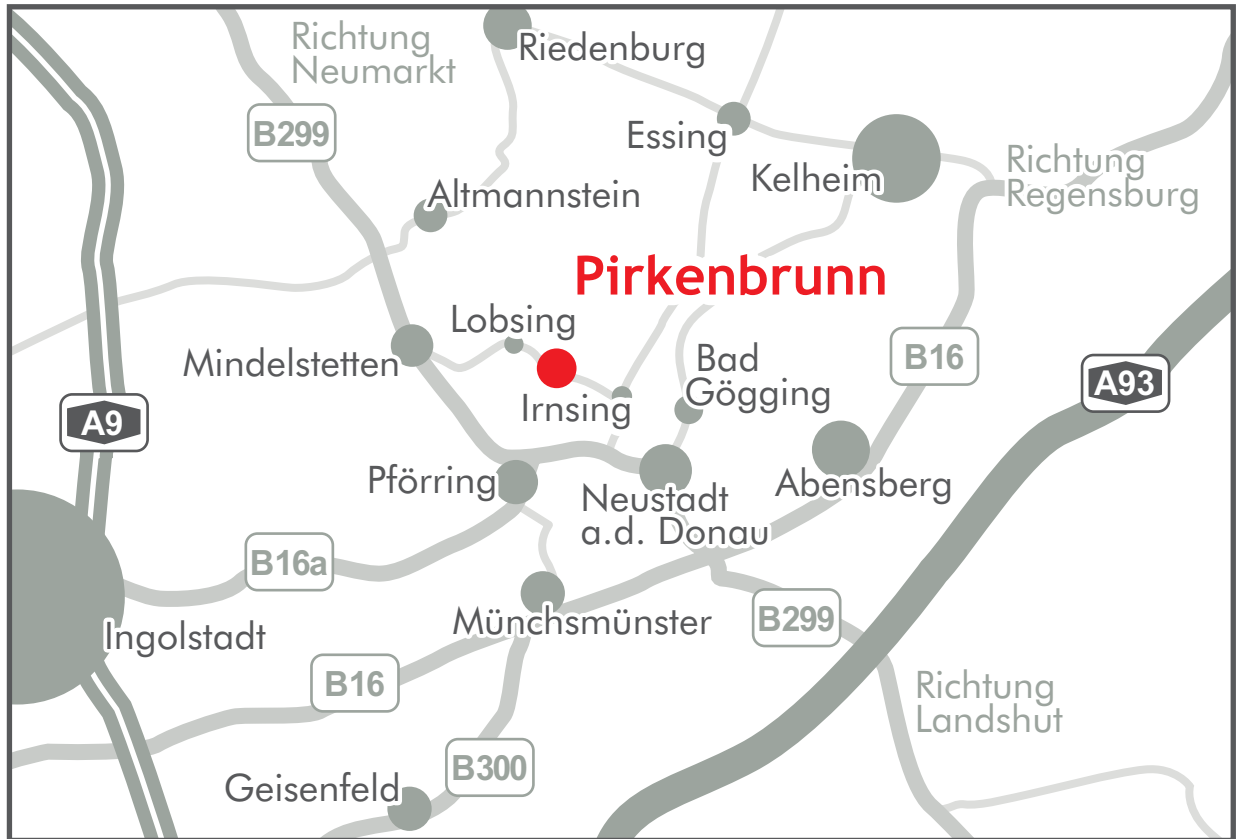 Richtung
Neumarkt
Riedenburg
B299
Essing
Kelheim
Richtung
Regensburg
Altmannstein
Pirkenbrunn
Lobsing
Mindelstetten
Bad
Gögging
B16
A93
Irnsing
A9
Pförring
Neustadt
a.d. Donau
Abensberg
B16a
Münchsmünster
B299
Ingolstadt
B16
Richtung
Landshut
B300
Geisenfeld